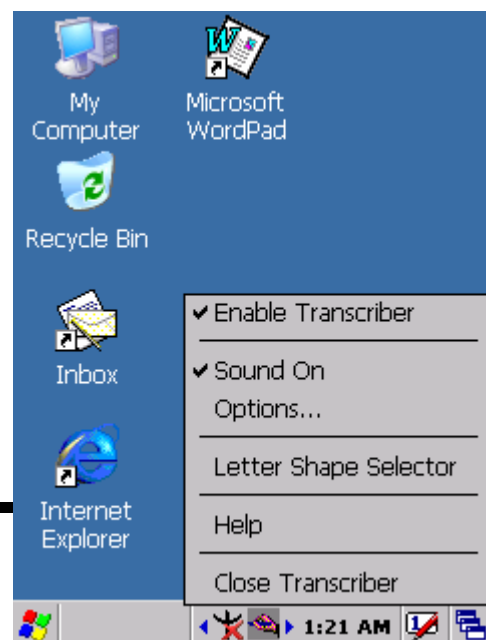 My
Computer
Microsoft
WordPad
Recycle Bin
Inbox
Internet
Explorer
Enable Transcriber
Sound On
Options...
Letter Shape Selector
Help
Close Transcriber
1:21 AM